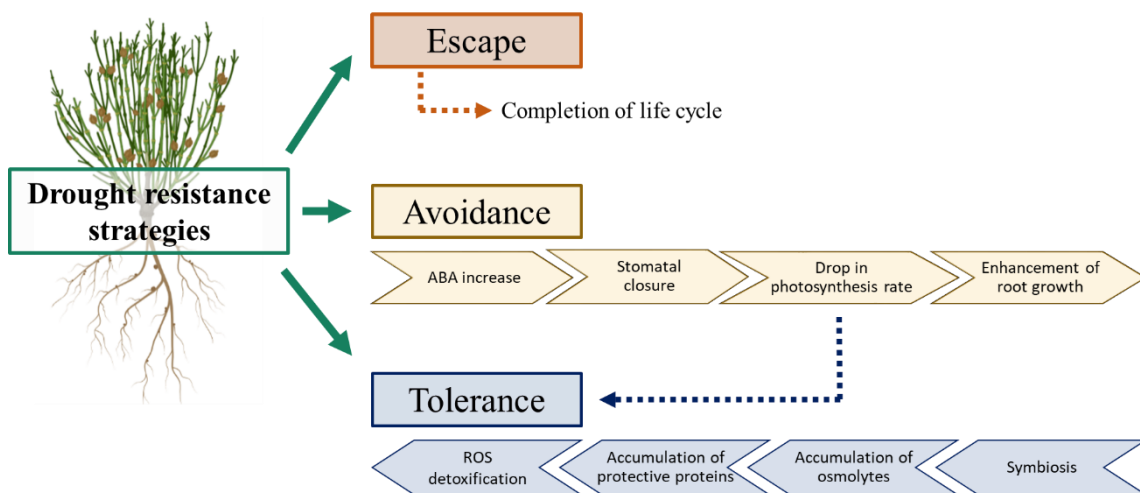 Drought resistance
strategies
Escape
Completion of life cycle
Avoidance
ABA increase
Stomatal
closure
Drop in
photosynthesis rate
Enhancement of
root growth
Tolerance
ROS
detoxification
Accumulation of
protective proteins
Accumulation of
osmolytes
Symbiosis